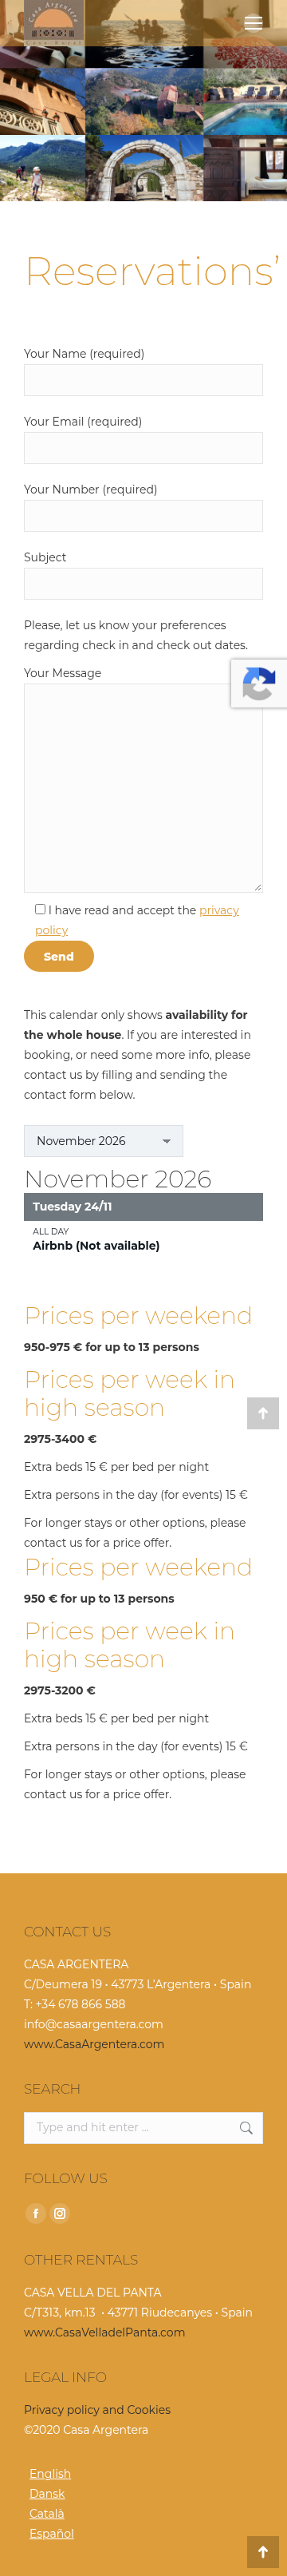 Casa Argentera
Casa Rural
Reservations’
Your Name (required)
Your Email (required)
Your Number (required)
Subject
Please, let us know your preferences
regarding check in and check out dates.
Your Message
I have read and accept the privacy
policy
Send
This calendar only shows availability for
the whole house. If you are interested in
booking, or need some more info, please
contact us by filling and sending the
contact form below.
November 2026
November 2026
Tuesday 24/11
ALL DAY
Airbnb (Not available)
Prices per weekend
950-975 € for up to 13 persons
Prices per week in
high season
2975-3400 €
Extra beds 15 € per bed per night
Extra persons in the day (for events) 15 €
For longer stays or other options, please
contact us for a price offer.
Prices per weekend
950 € for up to 13 persons
Prices per week in
high season
2975-3200 €
Extra beds 15 € per bed per night
Extra persons in the day (for events) 15 €
For longer stays or other options, please
contact us for a price offer.
CONTACT US
CASA ARGENTERA
C/Deumera 19 • 43773 L’Argentera • Spain
T: +34 678 866 588
info@casaargentera.com
www.CasaArgentera.com
SEARCH
Type and hit enter …
FOLLOW US
OTHER RENTALS
CASA VELLA DEL PANTA
C/T313, km.13 • 43771 Riudecanyes • Spain
www.CasaVelladelPanta.com
LEGAL INFO
Privacy policy and Cookies
©2020 Casa Argentera
English
Dansk
Català
Español